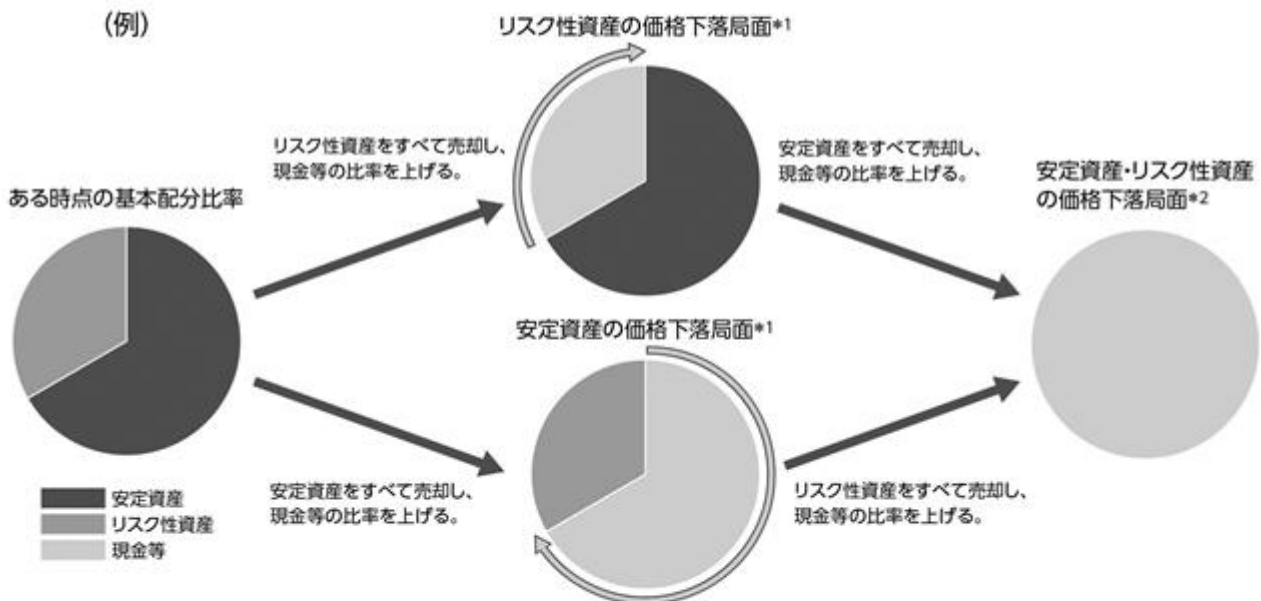 （例）
リスク性資産の価格下落局面*1
リスク性資産をすべて売却し、
現金等の比率を上げる。
安定資産をすべて売却し、
現金等の比率を上げる。
安定資産・リスク性資産
の価格下落局面*2
ある時点の基本配分比率
安定資産の価格下落局面*1
安定資産をすべて売却し、
現金等の比率を上げる。
リスク性資産をすべて売却し、
現金等の比率を上げる。
安定資産
リスク性資産
現金等